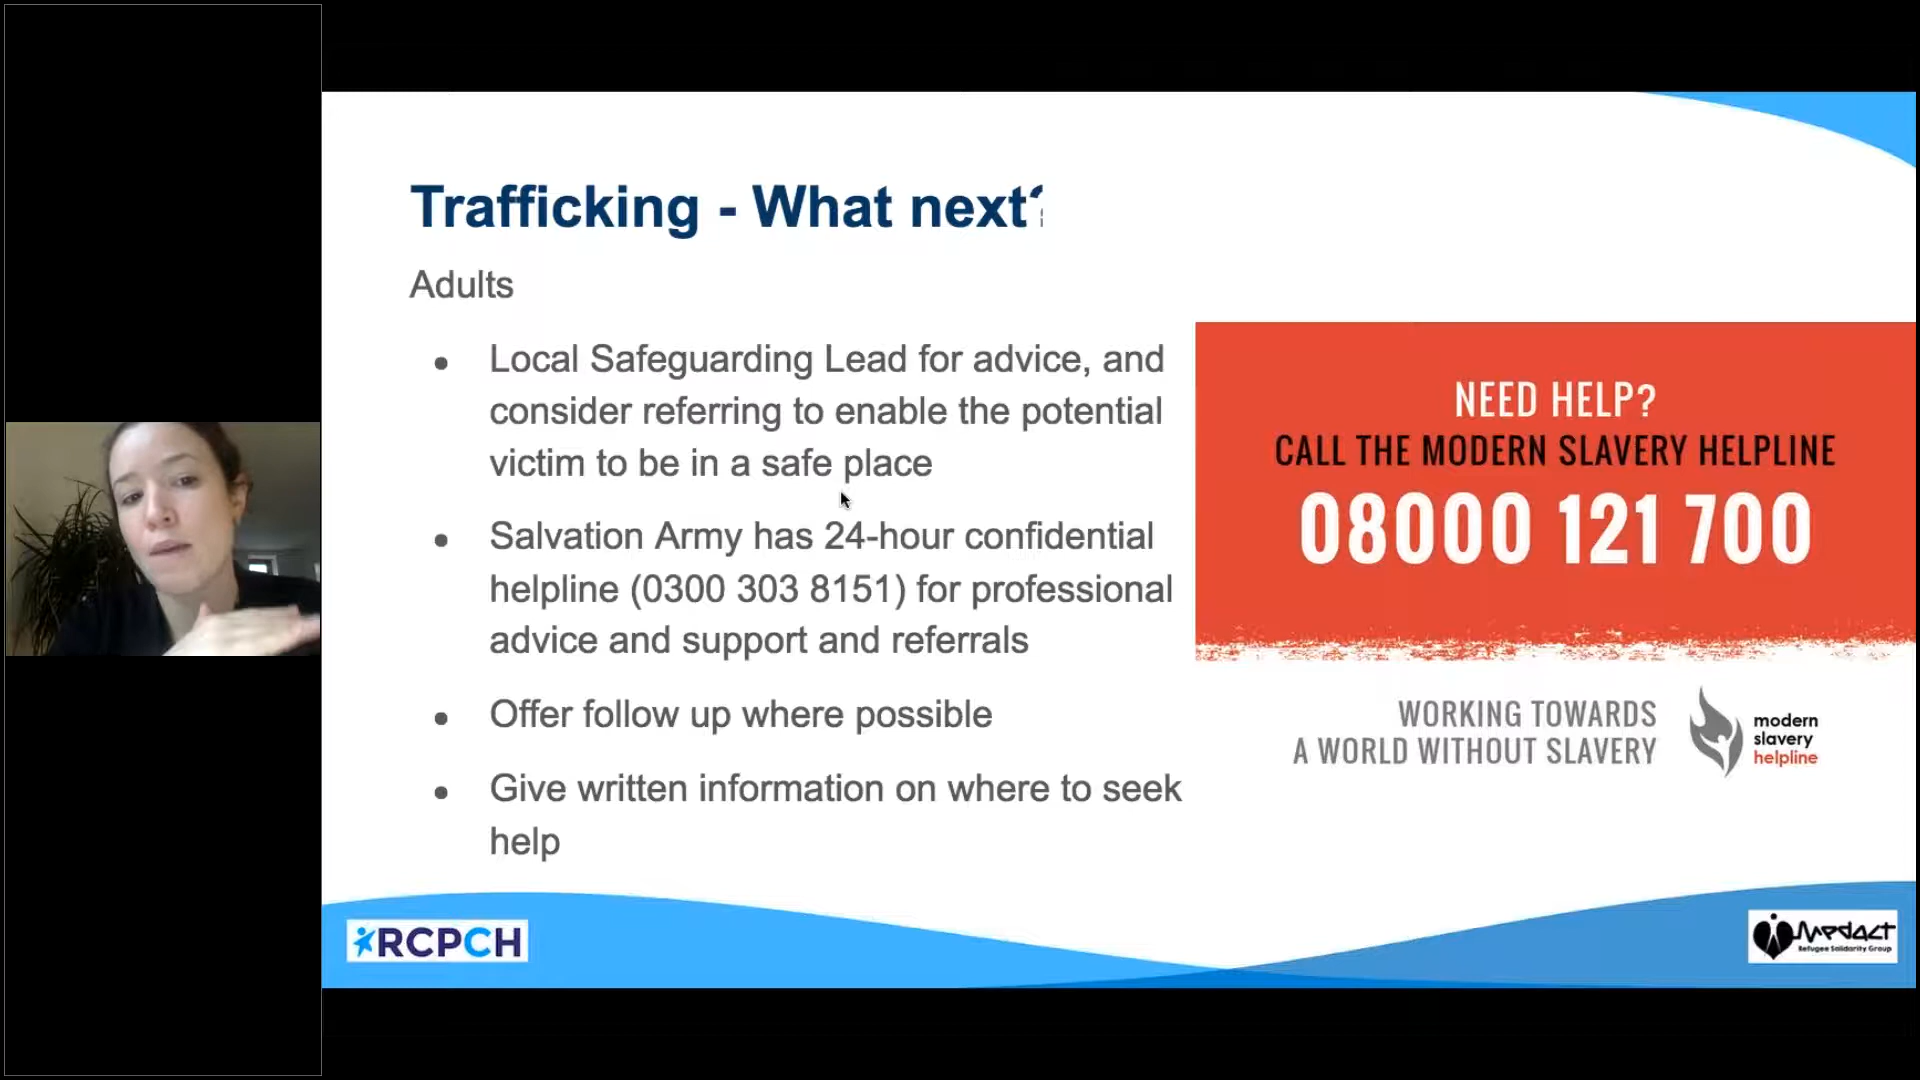 Trafficking - What next?
Adults
● Local Safeguarding Lead for advice, and
consider referring to enable the potential
victim to be in a safe place
● Salvation Army has 24-hour confidential
helpline (0300 303 8151) for professional
advice and support and referrals
● Offer follow up where possible
● Give written information on where to seek
help
NEED HELP?
CALL THE MODERN SLAVERY HELPLINE
08000 121 700
WORKING TOWARDS
A WORLD WITHOUT SLAVERY
modern
slavery
helpline
RCPCH
Medact
Refugee Solidarity Group